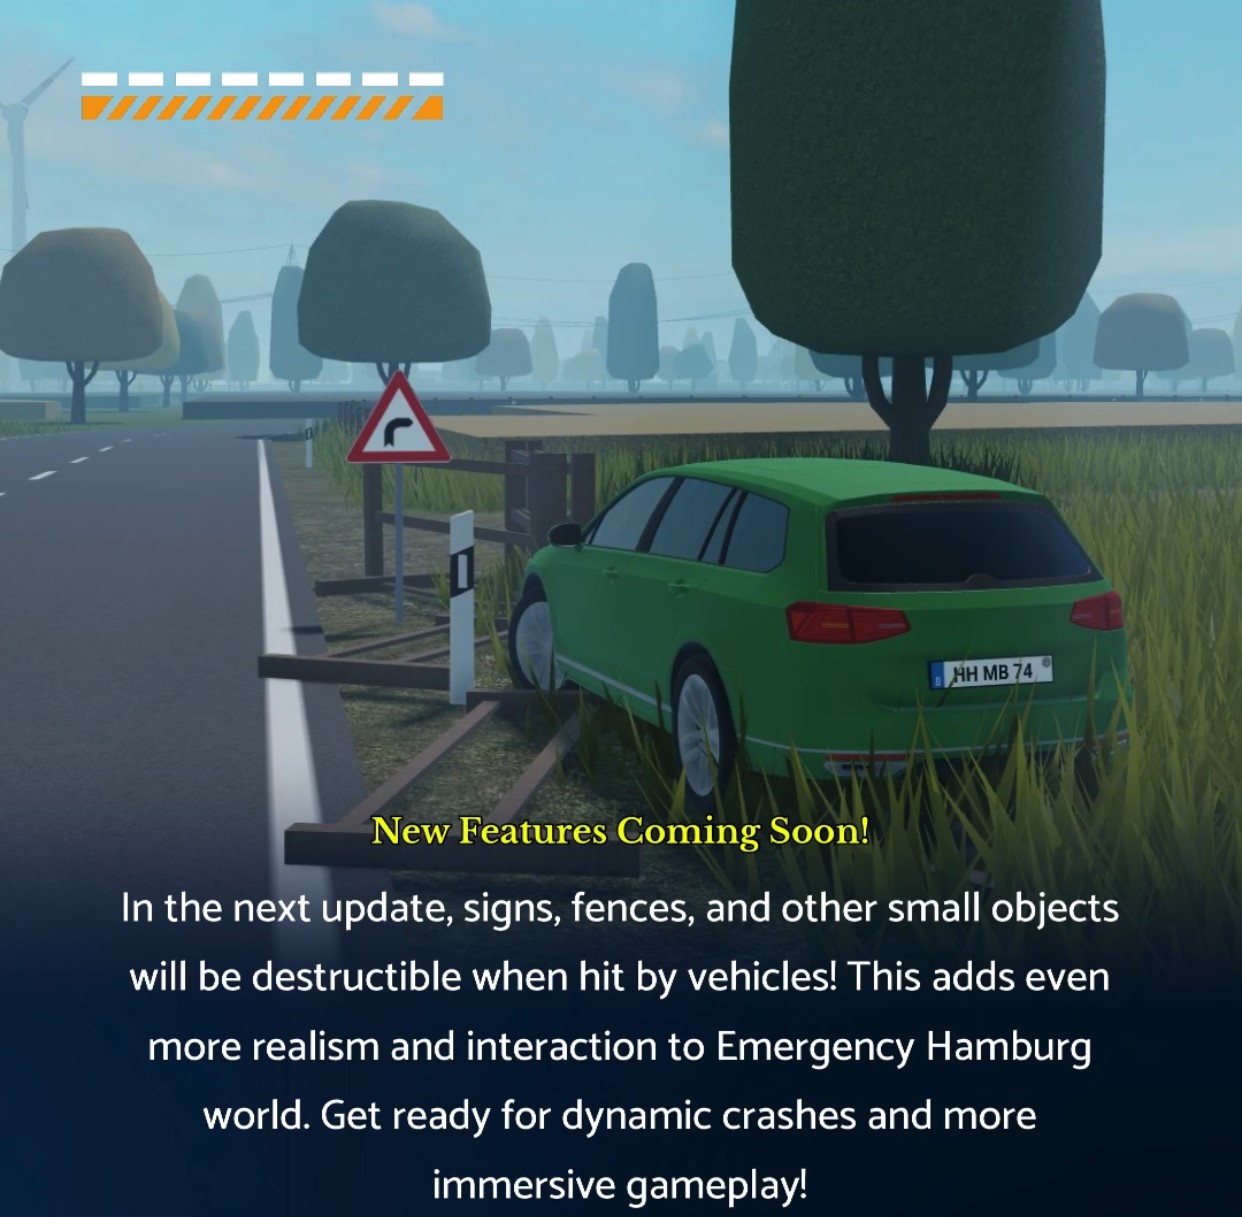 HH MB 74
New Features Coming Soon!
In the next update, signs, fences, and other small objects
will be destructible when hit by vehicles! This adds even
more realism and interaction to Emergency Hamburg
world. Get ready for dynamic crashes and more
immersive gameplay!